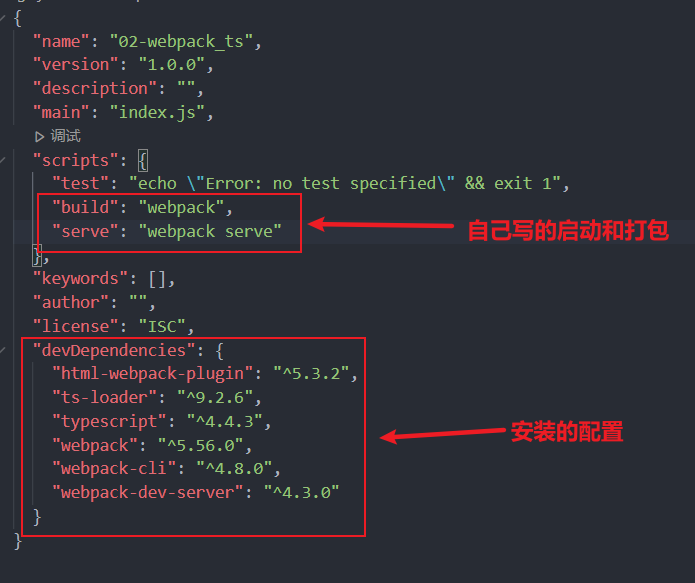 {
"name": "02-webpack_ts",
"version": "1.0.0",
"description": "",
"main": "index.js",
调试
"scripts": {
"test": "echo \"Error: no test specified\" && exit 1",
"build": "webpack",
"serve": "webpack serve"
自己写的启动和打包
},
"keywords": [],
"author": "",
"license": "ISC",
"devDependencies": {
"html-webpack-plugin": "^5.3.2",
"ts-loader": "^9.2.6",
"typescript": "^4.4.3",
安装的配置
"webpack": "^5.56.0",
"webpack-cli": "^4.8.0",
"webpack-dev-server": "^4.3.0"
}
}